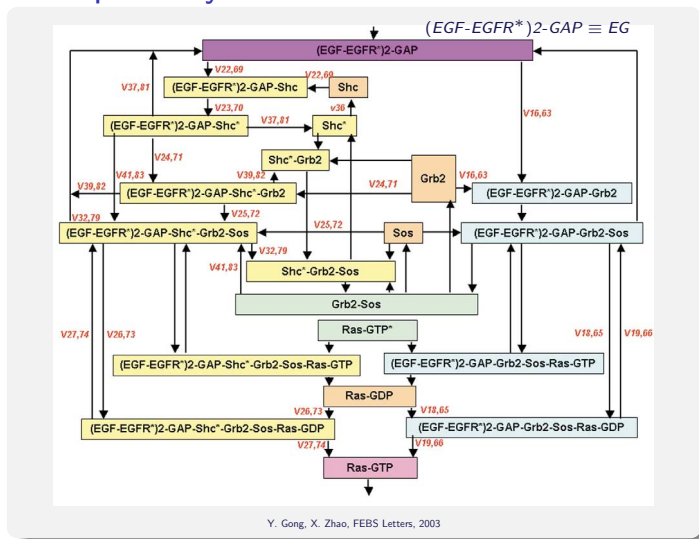 (EGF-EGFR*)2-GAP ≡ EG
(EGF-EGFR*)2-GAP
V22,69
V22,69
(EGF-EGFR*)2-GAP-Shc
Shc
V37,81
V23,70
V37,81
v36
V16,63
(EGF-EGFR*)2-GAP-Shc*
Shc*
V24,71
Shc*-Grb2
V41,83
V39,82
Grb2
V16,63
V39,82
V24,71
(EGF-EGFR*)2-GAP-Shc*-Grb2
(EGF-EGFR*)2-GAP-Grb2
V32,79
V25,72
V25,72
(EGF-EGFR*)2-GAP-Shc*-Grb2-Sos
Sos
(EGF-EGFR*)2-GAP-Grb2-Sos
V32,79
V41,83
Shc*-Grb2-Sos
Grb2-Sos
V27,74
V26,73
Ras-GTP*
V18,65
V19,66
(EGF-EGFR*)2-GAP-Shc*-Grb2-Sos-Ras-GTP
(EGF-EGFR*)2-GAP-Grb2-Sos-Ras-GTP
Ras-GDP
V26,73
V18,65
(EGF-EGFR*)2-GAP-Shc*-Grb2-Sos-Ras-GDP
(EGF-EGFR*)2-GAP-Grb2-Sos-Ras-GDP
V27,74
V19,66
Ras-GTP
Y. Gong, X. Zhao, FEBS Letters, 2003